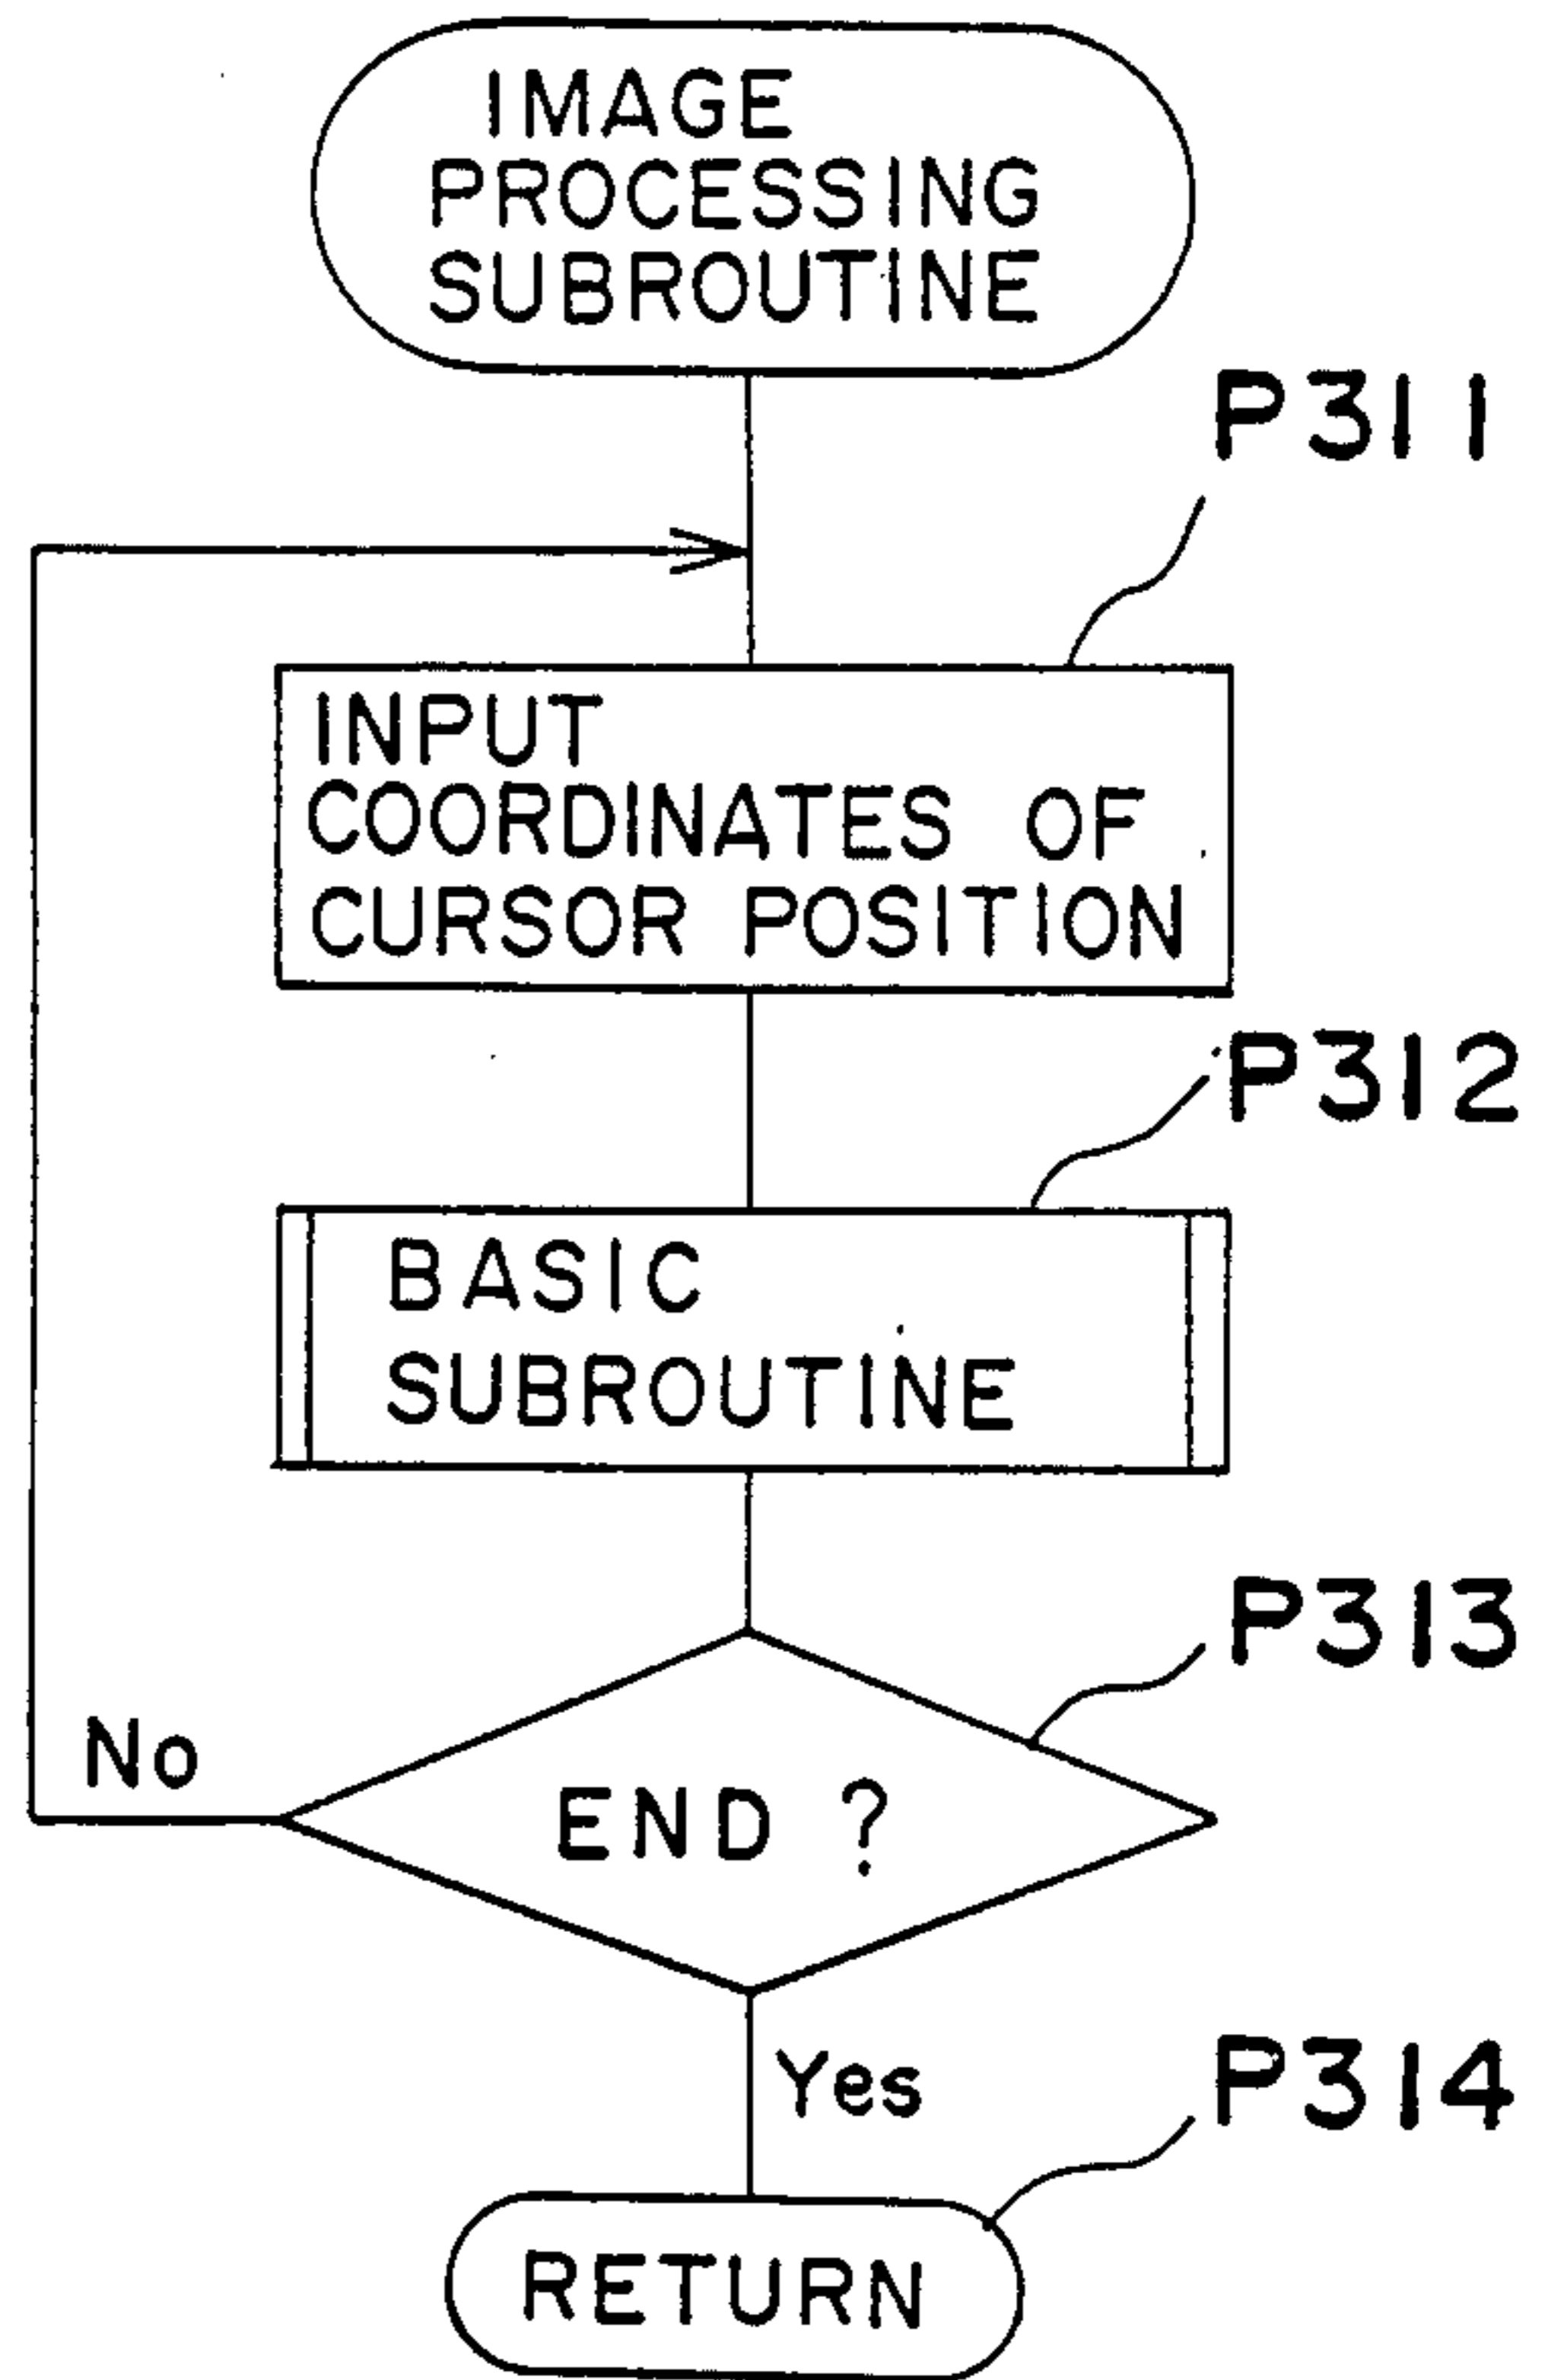 IMAGE
PROCESSING
SUBROUTINE
P311
INPUT
COORDINATES OF
CURSOR POSITION
P312
BASIC
SUBROUTINE
P313
No
END ?
Yes
P314
RETURN